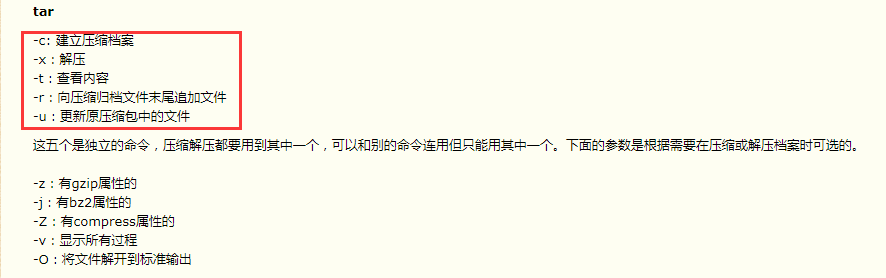 tar
-c: 建立压缩档案
-x：解压
-t：查看内容
-r：向压缩归档文件末尾追加文件
-u：更新原压缩包中的文件
这五个是独立的命令，压缩解压都要用到其中一个，可以和别的命令连用但只能用其中一个。下面的参数是根据需要在压缩或解压档案时可选的。
-z：有gzip属性的
-j：有bz2属性的
-Z：有compress属性的
-v：显示所有过程
-O：将文件解开到标准输出